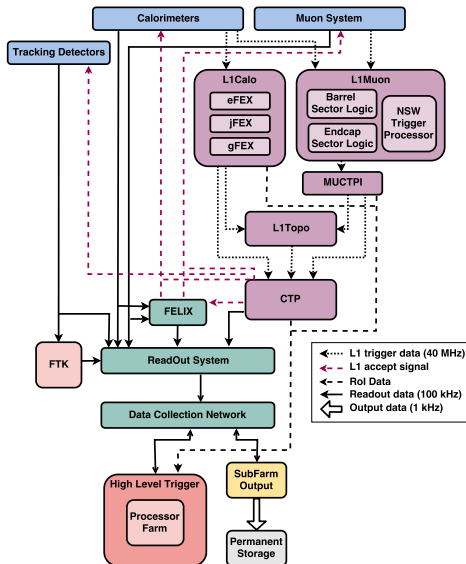 Calorimeters
Muon System
Tracking Detectors
L1Calo
eFEX
jFEX
gFEX
L1Muon
Barrel
Sector Logic
Endcap
Sector Logic
NSW
Trigger
Processor
MUCTPI
L1Topo
CTP
FELIX
FTK
ReadOut System
L1 trigger data (40 MHz)
L1 accept signal
RoI Data
Readout data (100 kHz)
Output data (1 kHz)
Data Collection Network
High Level Trigger
Processor
Farm
SubFarm
Output
Permanent
Storage